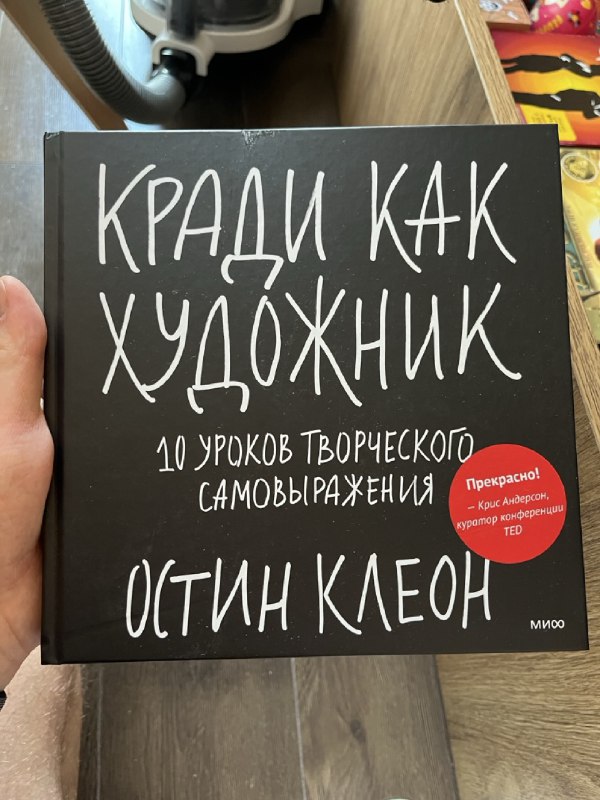 КРАДИ КАК
ХУДОЖНИК
10 УРОКОВ ТВОРЧЕСКОГО
САМОВЫРАЖЕНИЯ
Прекрасно!
— Крис Андерсон,
куратор конференции
TED
ОСТИН КЛЕОН
МИФ